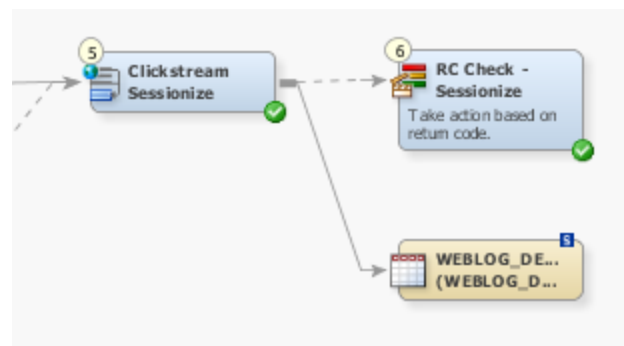 5
Clickstream
Sessionize
6
RC Check -
Sessionize
Take action based on
return code.
S
WEBLOG_DE...
(WEBLOG_D...